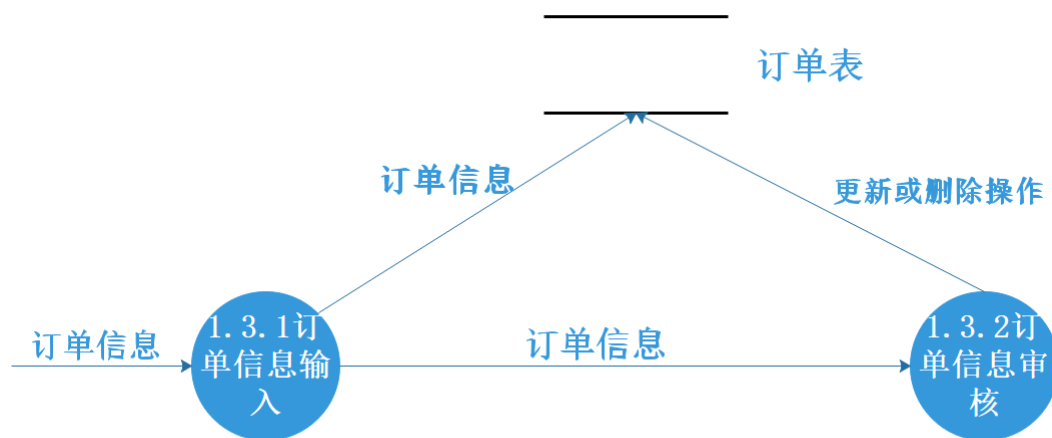 订单表
订单信息
更新或删除操作
订单信息
1.3.1订
单信息输
入
订单信息
1.3.2订
单信息审
核